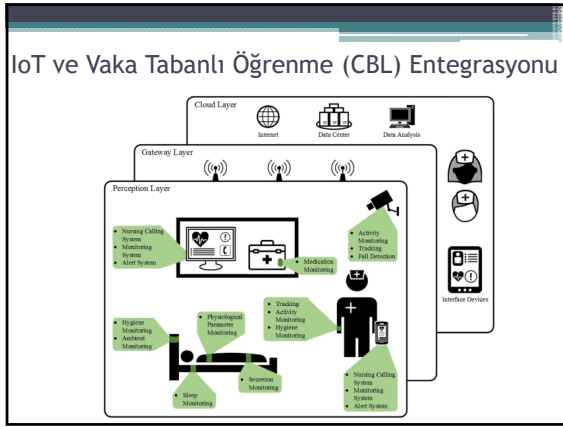 IoT ve Vaka Tabanlı Öğrenme (CBL) Entegrasyonu
Cloud Layer
Internet
Data Center
Data Analysis
Gateway Layer
Perception Layer
• Nursing Calling
System
• Monitoring
System
• Alert System
• Medication
Monitoring
• Activity
Monitoring
• Tracking
• Fall Detection
Interface Devices
• Hygiene
Monitoring
• Ambient
Monitoring
• Physiological
Parameter
Monitoring
• Tracking
• Activity
Monitoring
• Hygiene
Monitoring
• Sleep
Monitoring
• Secretion
Monitoring
• Nursing Calling
System
• Monitoring
System
• Alert System